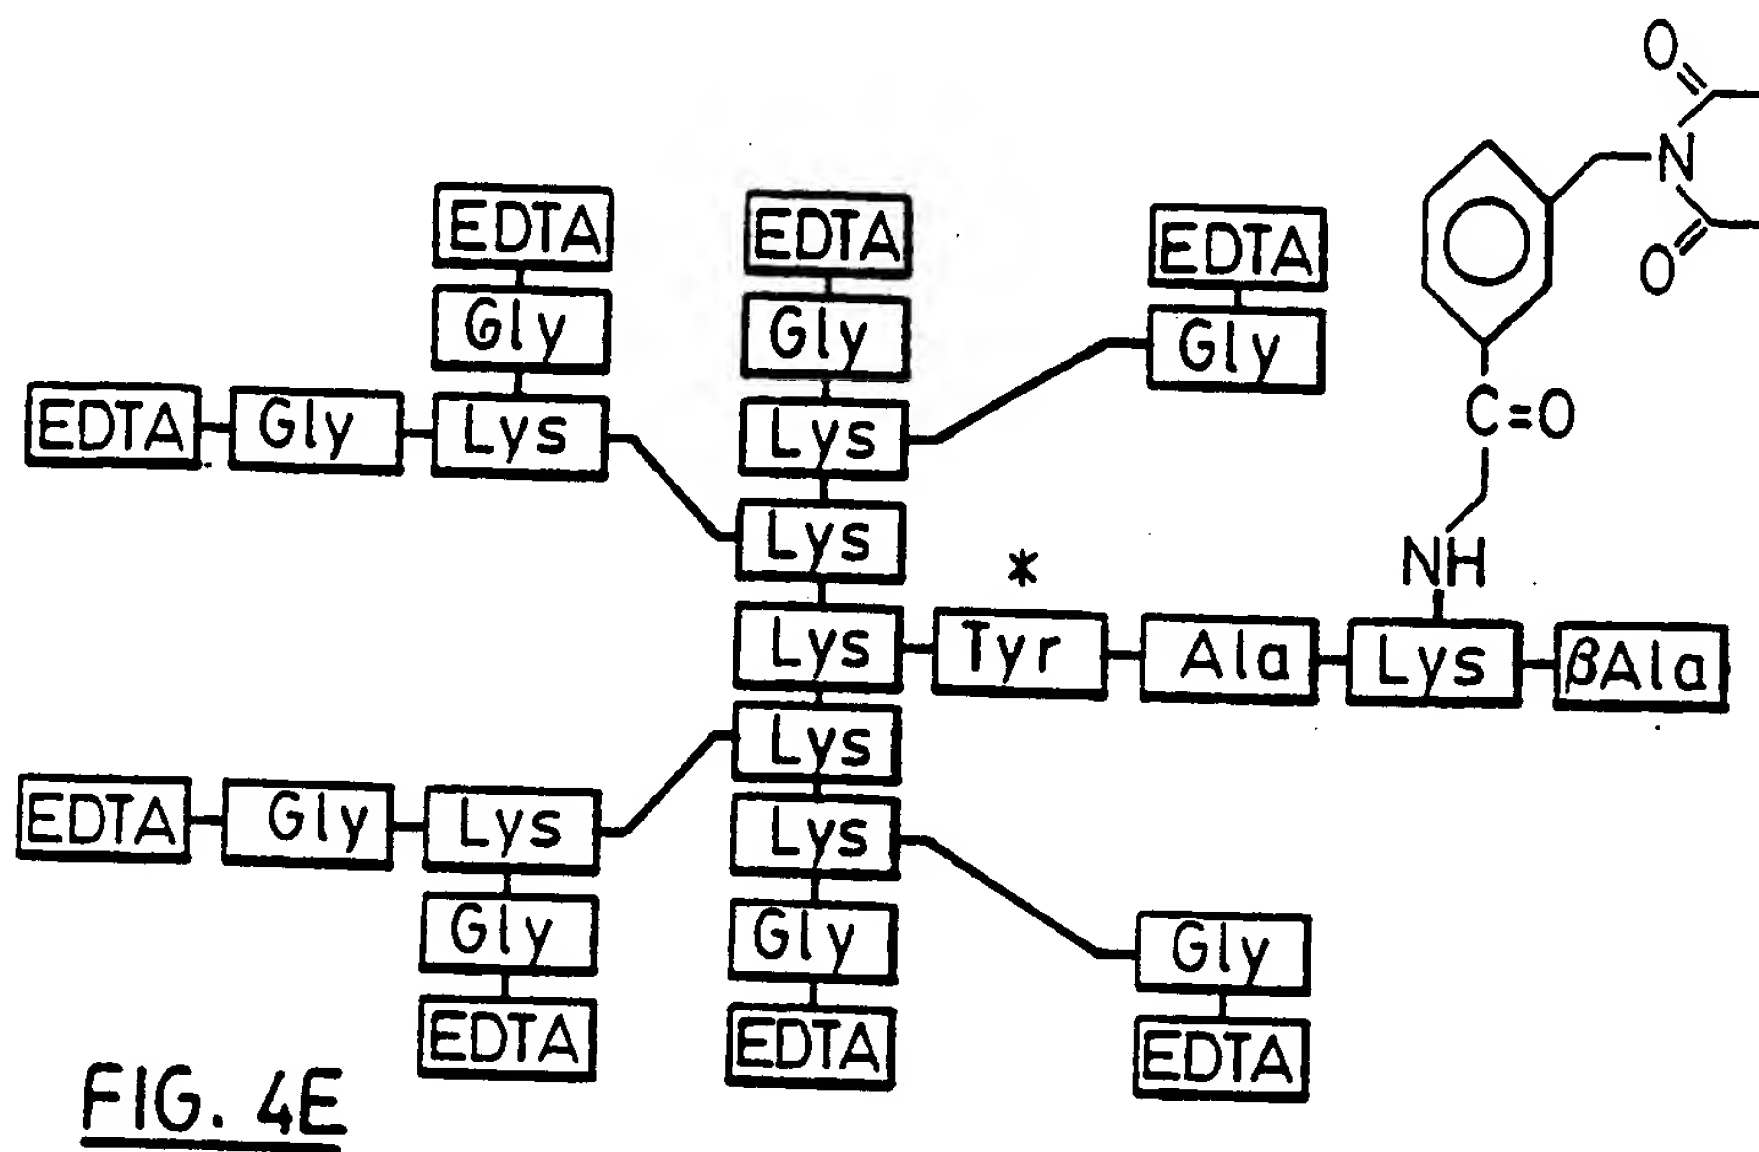 O
N
O
EDTA EDTA EDTA
Gly Gly Gly
EDTA Gly Lys Lys
C=O
Lys
NH
*
Lys Tyr Ala Lys βAla
Lys
EDTA Gly Lys Lys
Gly Gly Gly
EDTA EDTA EDTA
FIG. 4E